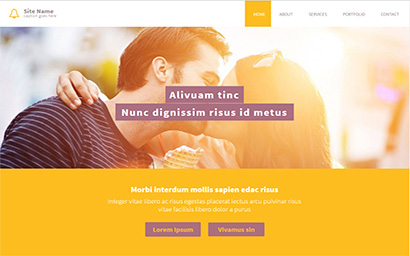 Site Name
caption goes here
HOME ABOUT SERVICES PORTFOLIO CONTACT
Alivuam tinc
Nunc dignissim risus id metus
Morbi interdum mollis sapien edac risus
Integer vitae libero ac risus egestas placerat lectus arcu pulvinar risus
vitae facilisis libero dolor a purus
Lorem Ipsum Vivamus xin